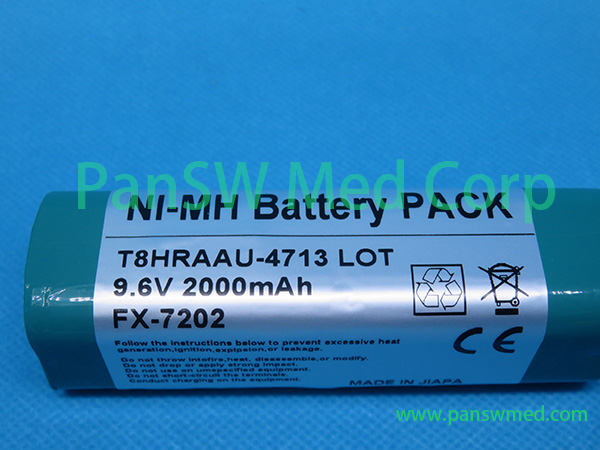 PanSW Med Corp
NI-MH Battery PACK
T8HRAAU-4713 LOT
9.6V 2000mAh
FX-7202
Follow the instructions below to prevent excessive heat
generation,ignition,explpsion,or leakage.
Do not throw intofire,heat,disassemble,or modify.
Do not drop or apply strong impact.
Do not use on umspecified equipment.
Do not short-circuit the terminals.
Conduct charging on the equipment.
CE
MADE IN JIAPA
www.panswmed.com